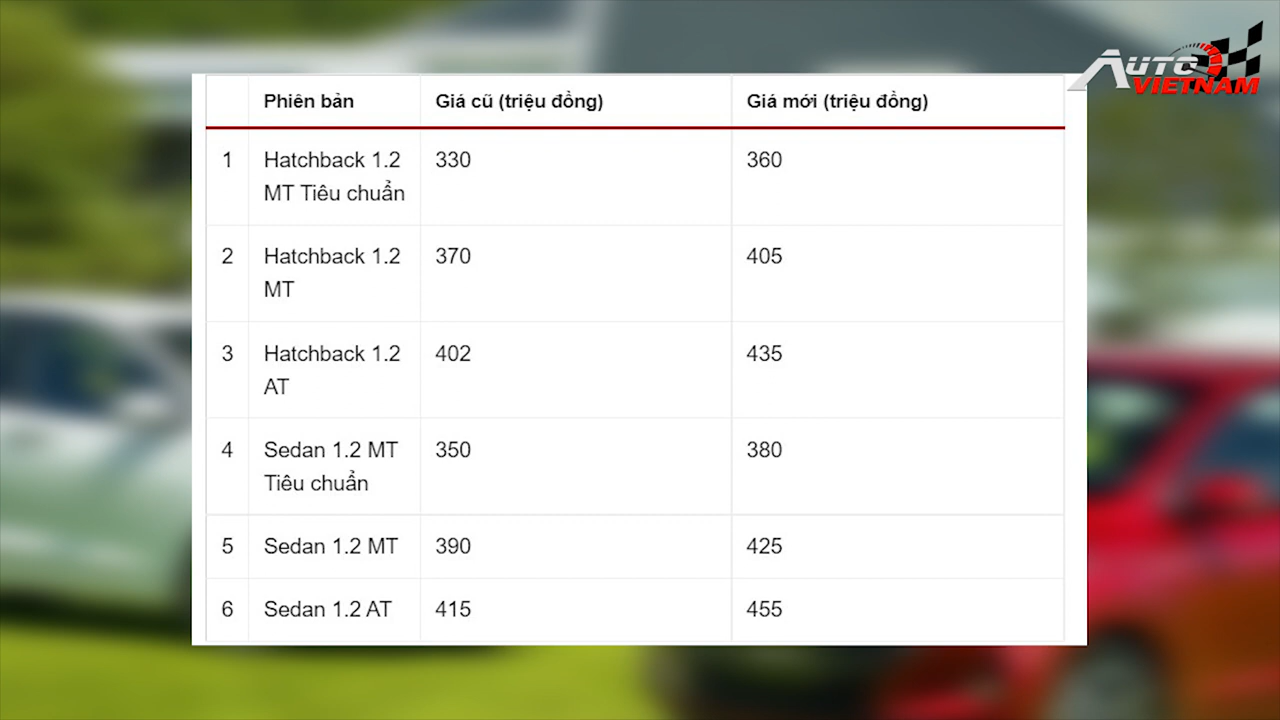 AUTO
VIETNAM
Phiên bản Giá cũ (triệu đồng) Giá mới (triệu đồng)
1 Hatchback 1.2 330 360
MT Tiêu chuẩn
2 Hatchback 1.2 370 405
MT
3 Hatchback 1.2 402 435
AT
4 Sedan 1.2 MT 350 380
Tiêu chuẩn
5 Sedan 1.2 MT 390 425
6 Sedan 1.2 AT 415 455